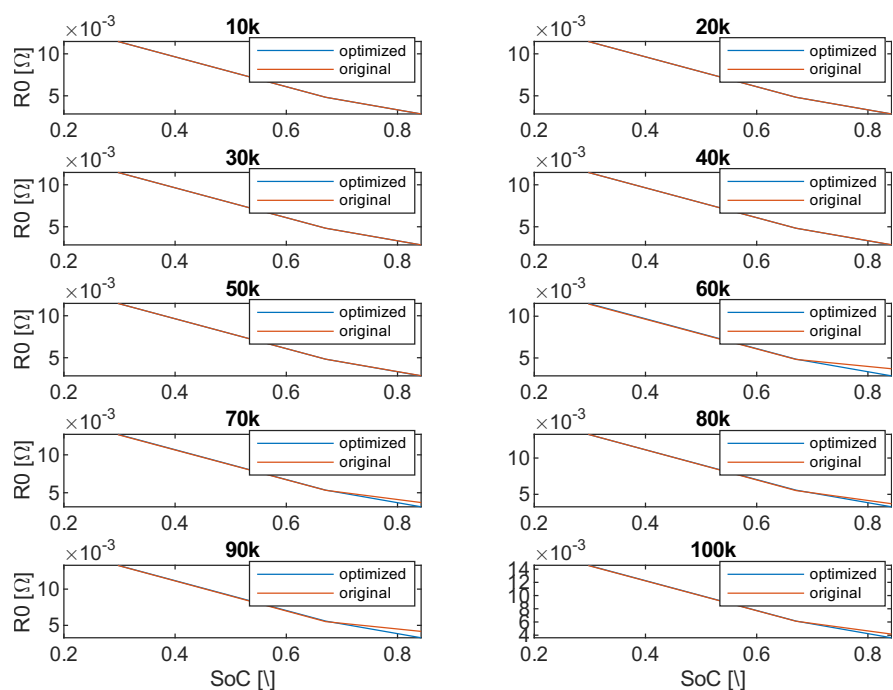 ×10⁻³ 10k
10
5
R0 [Ω]
optimized
original
0.2 0.4 0.6 0.8
×10⁻³ 20k
10
5
optimized
original
0.2 0.4 0.6 0.8
×10⁻³ 30k
10
5
R0 [Ω]
optimized
original
0.2 0.4 0.6 0.8
×10⁻³ 40k
10
5
optimized
original
0.2 0.4 0.6 0.8
×10⁻³ 50k
10
5
R0 [Ω]
optimized
original
0.2 0.4 0.6 0.8
×10⁻³ 60k
10
5
optimized
original
0.2 0.4 0.6 0.8
×10⁻³ 70k
10
5
R0 [Ω]
optimized
original
0.2 0.4 0.6 0.8
×10⁻³ 80k
10
5
optimized
original
0.2 0.4 0.6 0.8
×10⁻³ 90k
10
5
R0 [Ω]
optimized
original
0.2 0.4 0.6 0.8
SoC [\]
×10⁻³ 100k
14
12
10
8
6
4
optimized
original
0.2 0.4 0.6 0.8
SoC [\]